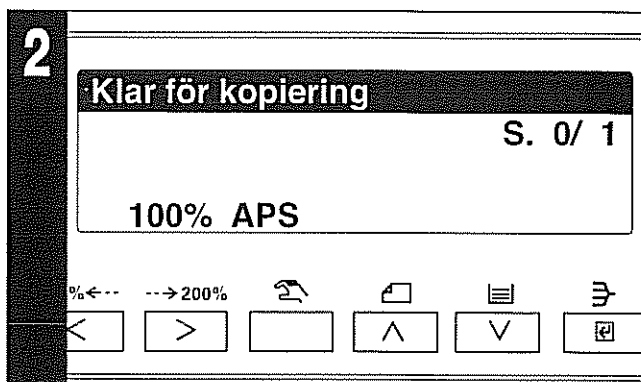 2
Klar för kopiering
S. 0/ 1
100% APS
%←-- --→200%
< > ∧ ∨